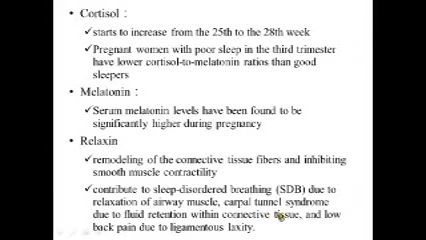 • Cortisol :
✓starts to increase from the 25th to the 28th week
✓Pregnant women with poor sleep in the third trimester
have lower cortisol-to-melatonin ratios than good
sleepers
• Melatonin :
✓Serum melatonin levels have been found to be
significantly higher during pregnancy
• Relaxin
✓remodeling of the connective tissue fibers and inhibiting
smooth muscle contractility
✓contribute to sleep-disordered breathing (SDB) due to
relaxation of airway muscle, carpal tunnel syndrome
due to fluid retention within connective tissue, and low
back pain due to ligamentous laxity.